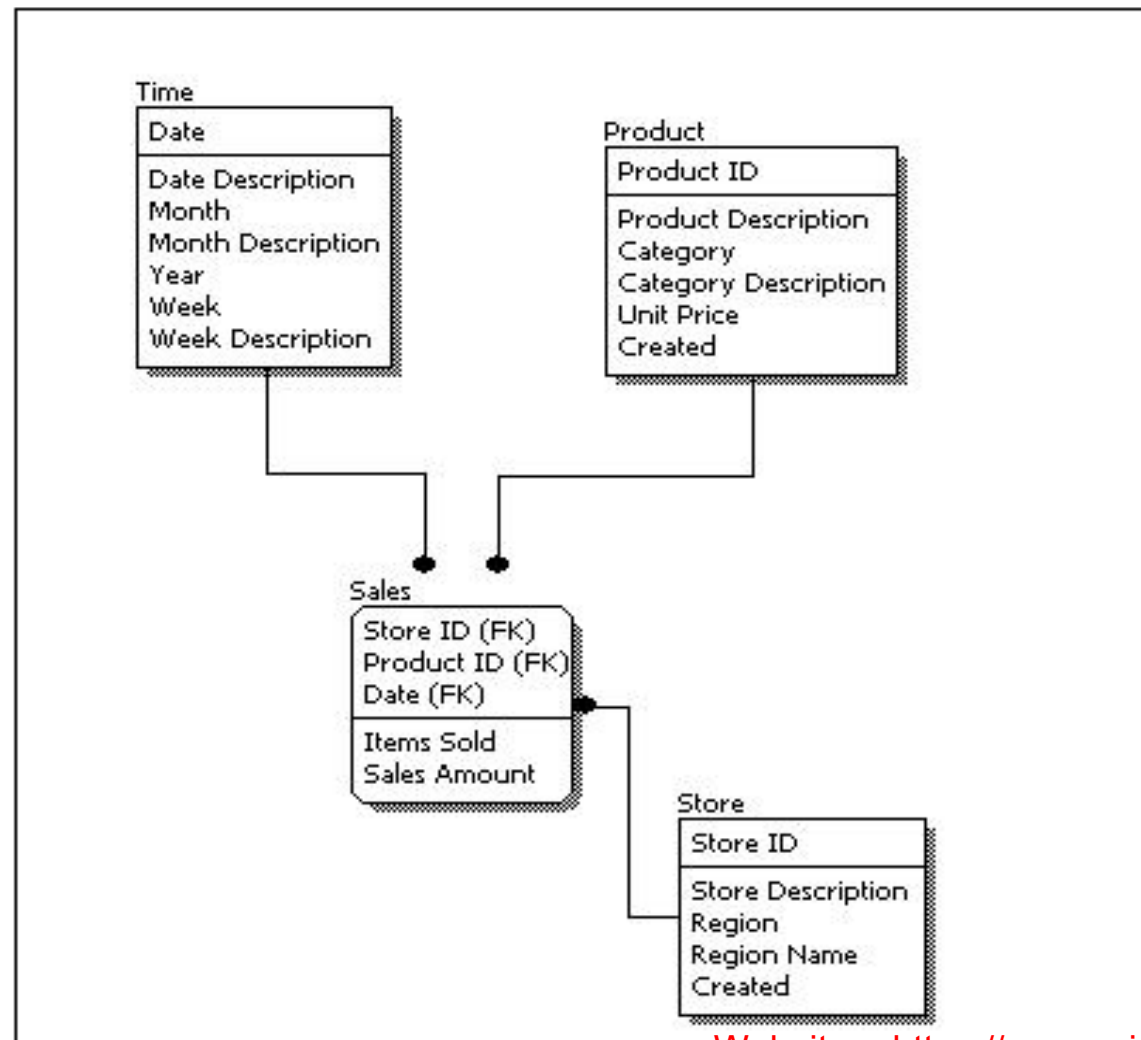 Time
Date
Date Description
Month
Month Description
Year
Week
Week Description
Product
Product ID
Product Description
Category
Category Description
Unit Price
Created
Sales
Store ID (FK)
Product ID (FK)
Date (FK)
Items Sold
Sales Amount
Store
Store ID
Store Description
Region
Region Name
Created